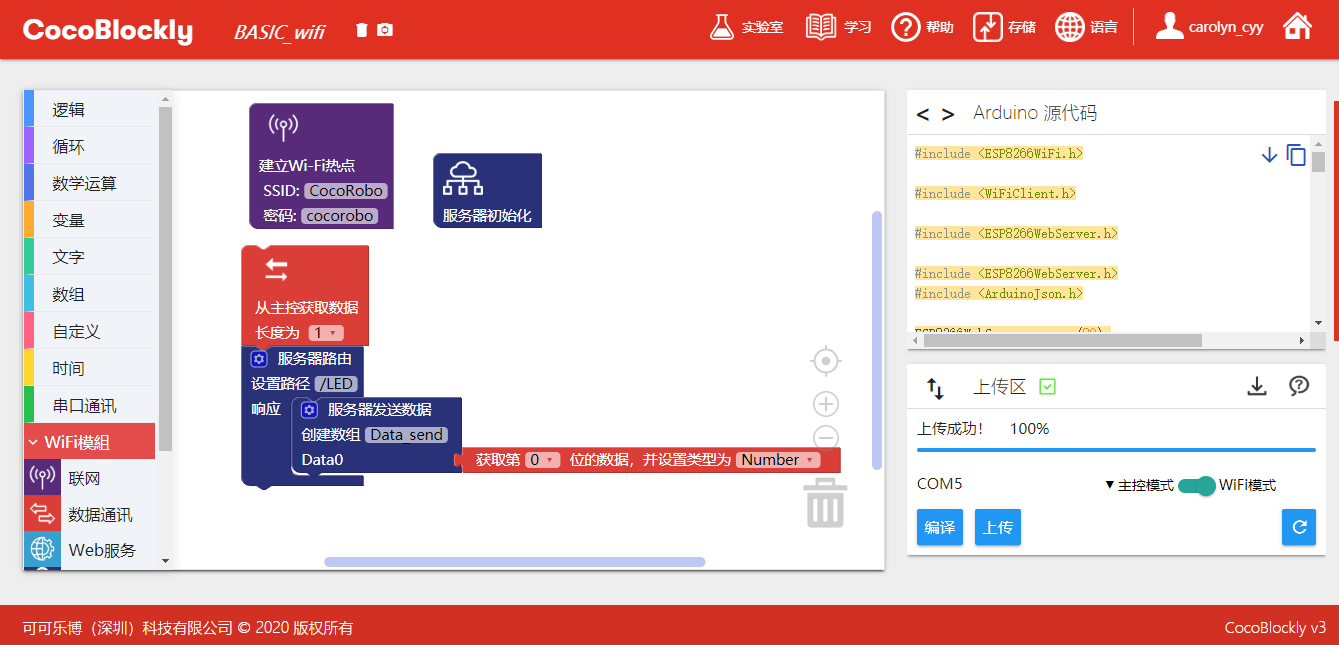 CocoBlockly
BASIC_wifi
实验室
学习
帮助
存储
语言
carolyn_cyy
逻辑
循环
数学运算
变量
文字
数组
自定义
时间
串口通讯
WiFi模組
联网
数据通讯
Web服务
建立Wi-Fi热点
SSID: CocoRobo
密码: cocorobo
服务器初始化
从主控获取数据
长度为 1
服务器路由
设置路径 /LED
响应
服务器发送数据
创建数组 Data_send
Data0
获取第 0 位的数据，并设置类型为 Number
< > Arduino 源代码
#include <ESP8266WiFi.h>
#include <WiFiClient.h>
#include <ESP8266WebServer.h>
#include <ESP8266WebServer.h>
#include <ArduinoJson.h>
上传区
上传成功! 100%
COM5
主控模式
WiFi模式
编译
上传
可可乐博（深圳）科技有限公司 © 2020 版权所有
CocoBlockly v3